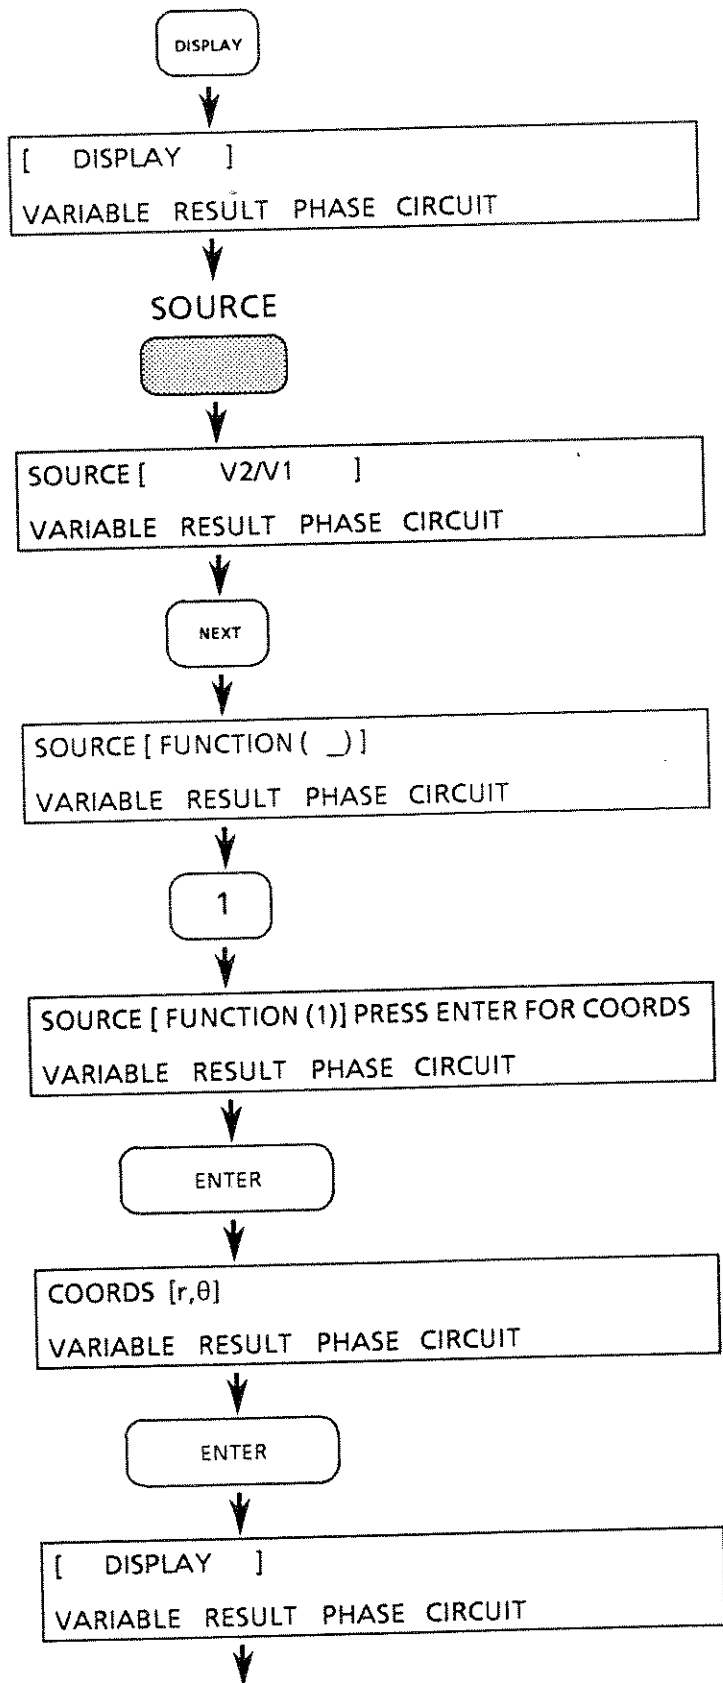 DISPLAY
[ DISPLAY ]
VARIABLE RESULT PHASE CIRCUIT
SOURCE
SOURCE [ V2/V1 ]
VARIABLE RESULT PHASE CIRCUIT
NEXT
SOURCE [ FUNCTION ( _) ]
VARIABLE RESULT PHASE CIRCUIT
1
SOURCE [ FUNCTION (1)] PRESS ENTER FOR COORDS
VARIABLE RESULT PHASE CIRCUIT
ENTER
COORDS [r,θ]
VARIABLE RESULT PHASE CIRCUIT
ENTER
[ DISPLAY ]
VARIABLE RESULT PHASE CIRCUIT